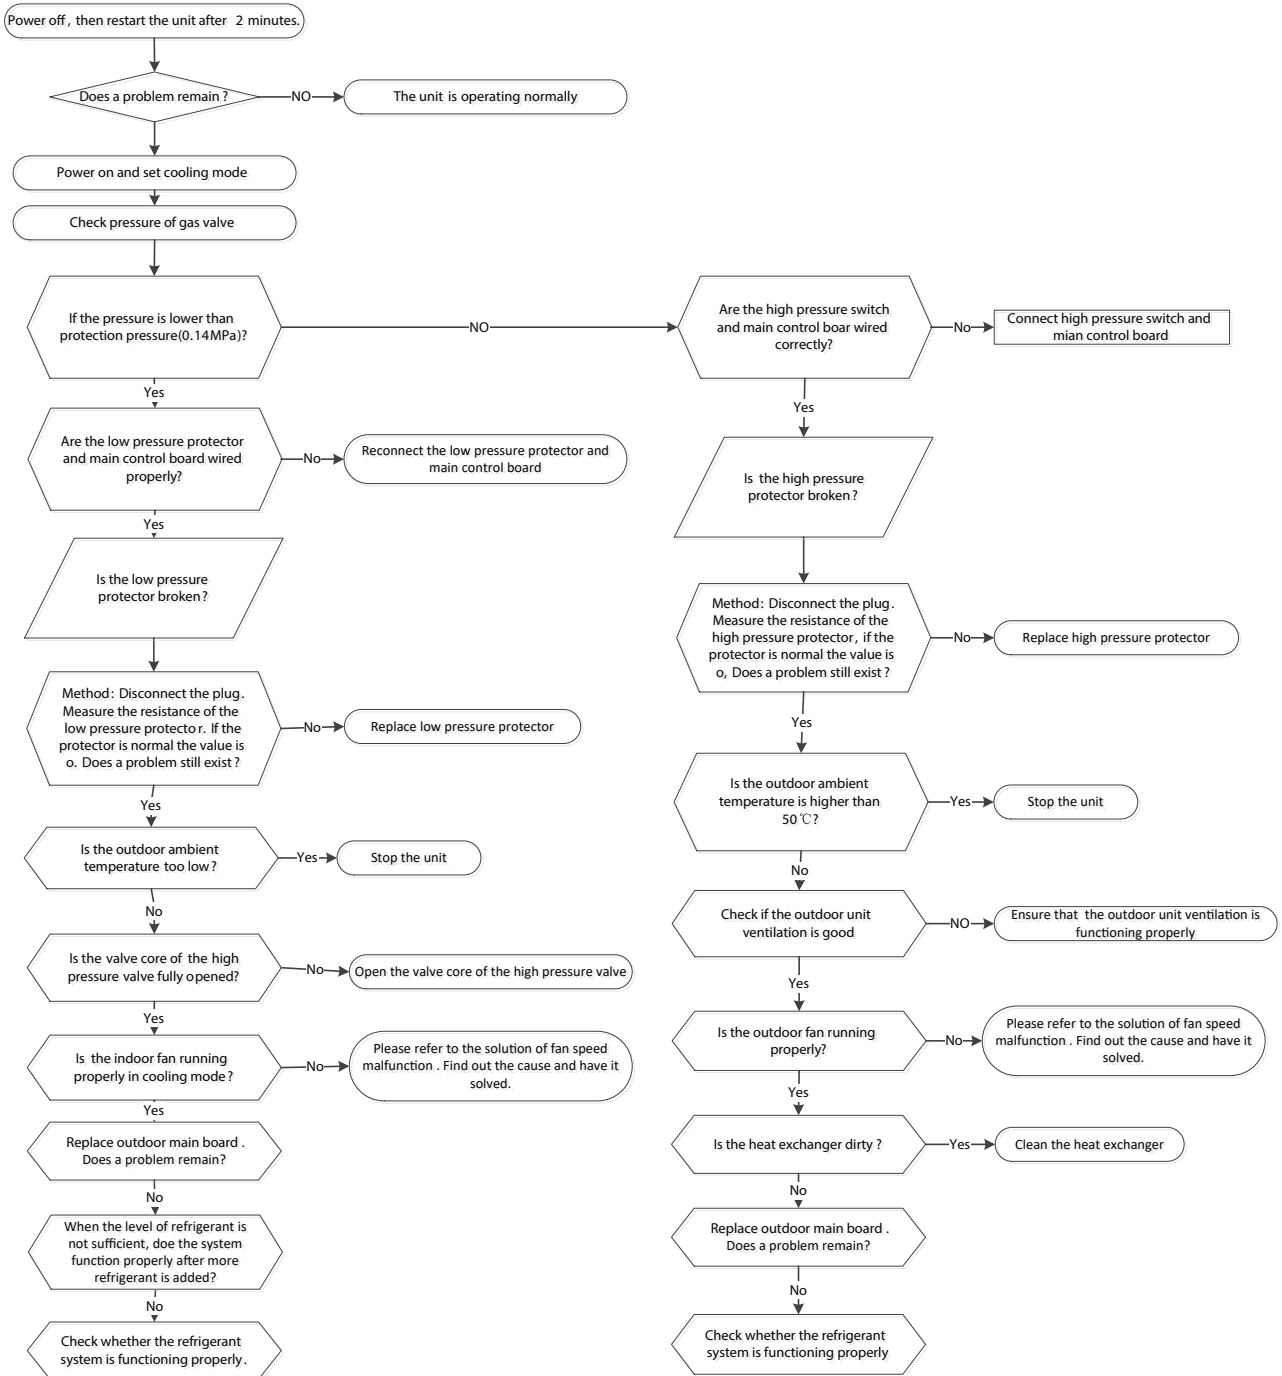 Power off, then restart the unit after 2 minutes.
Does a problem remain?
NO
The unit is operating normally
Power on and set cooling mode
Check pressure of gas valve
If the pressure is lower than
protection pressure(0.14MPa)?
NO
Are the high pressure switch
and main control boar wired
correctly?
No
Connect high pressure switch and
mian control board
Yes
Are the low pressure protector
and main control board wired
properly?
No
Reconnect the low pressure protector and
main control board
Yes
Is the low pressure
protector broken?
Method: Disconnect the plug.
Measure the resistance of the
low pressure protector. If the
protector is normal the value is
o. Does a problem still exist?
No
Replace low pressure protector
Yes
Is the outdoor ambient
temperature too low?
Yes
Stop the unit
No
Is the valve core of the high
pressure valve fully opened?
No
Open the valve core of the high pressure valve
Yes
Is the indoor fan running
properly in cooling mode?
No
Please refer to the solution of fan speed
malfunction. Find out the cause and have it
solved.
Yes
Replace outdoor main board.
Does a problem remain?
No
When the level of refrigerant is
not sufficient, doe the system
function properly after more
refrigerant is added?
No
Check whether the refrigerant
system is functioning properly.
Yes
Is the high pressure
protector broken?
Method: Disconnect the plug.
Measure the resistance of the
high pressure protector, if the
protector is normal the value is
o, Does a problem still exist?
No
Replace high pressure protector
Yes
Is the outdoor ambient
temperature is higher than
50℃?
Yes
Stop the unit
No
Check if the outdoor unit
ventilation is good
NO
Ensure that the outdoor unit ventilation is
functioning properly
Yes
Is the outdoor fan running
properly?
No
Please refer to the solution of fan speed
malfunction. Find out the cause and have it
solved.
Yes
Is the heat exchanger dirty?
Yes
Clean the heat exchanger
No
Replace outdoor main board.
Does a problem remain?
No
Check whether the refrigerant
system is functioning properly